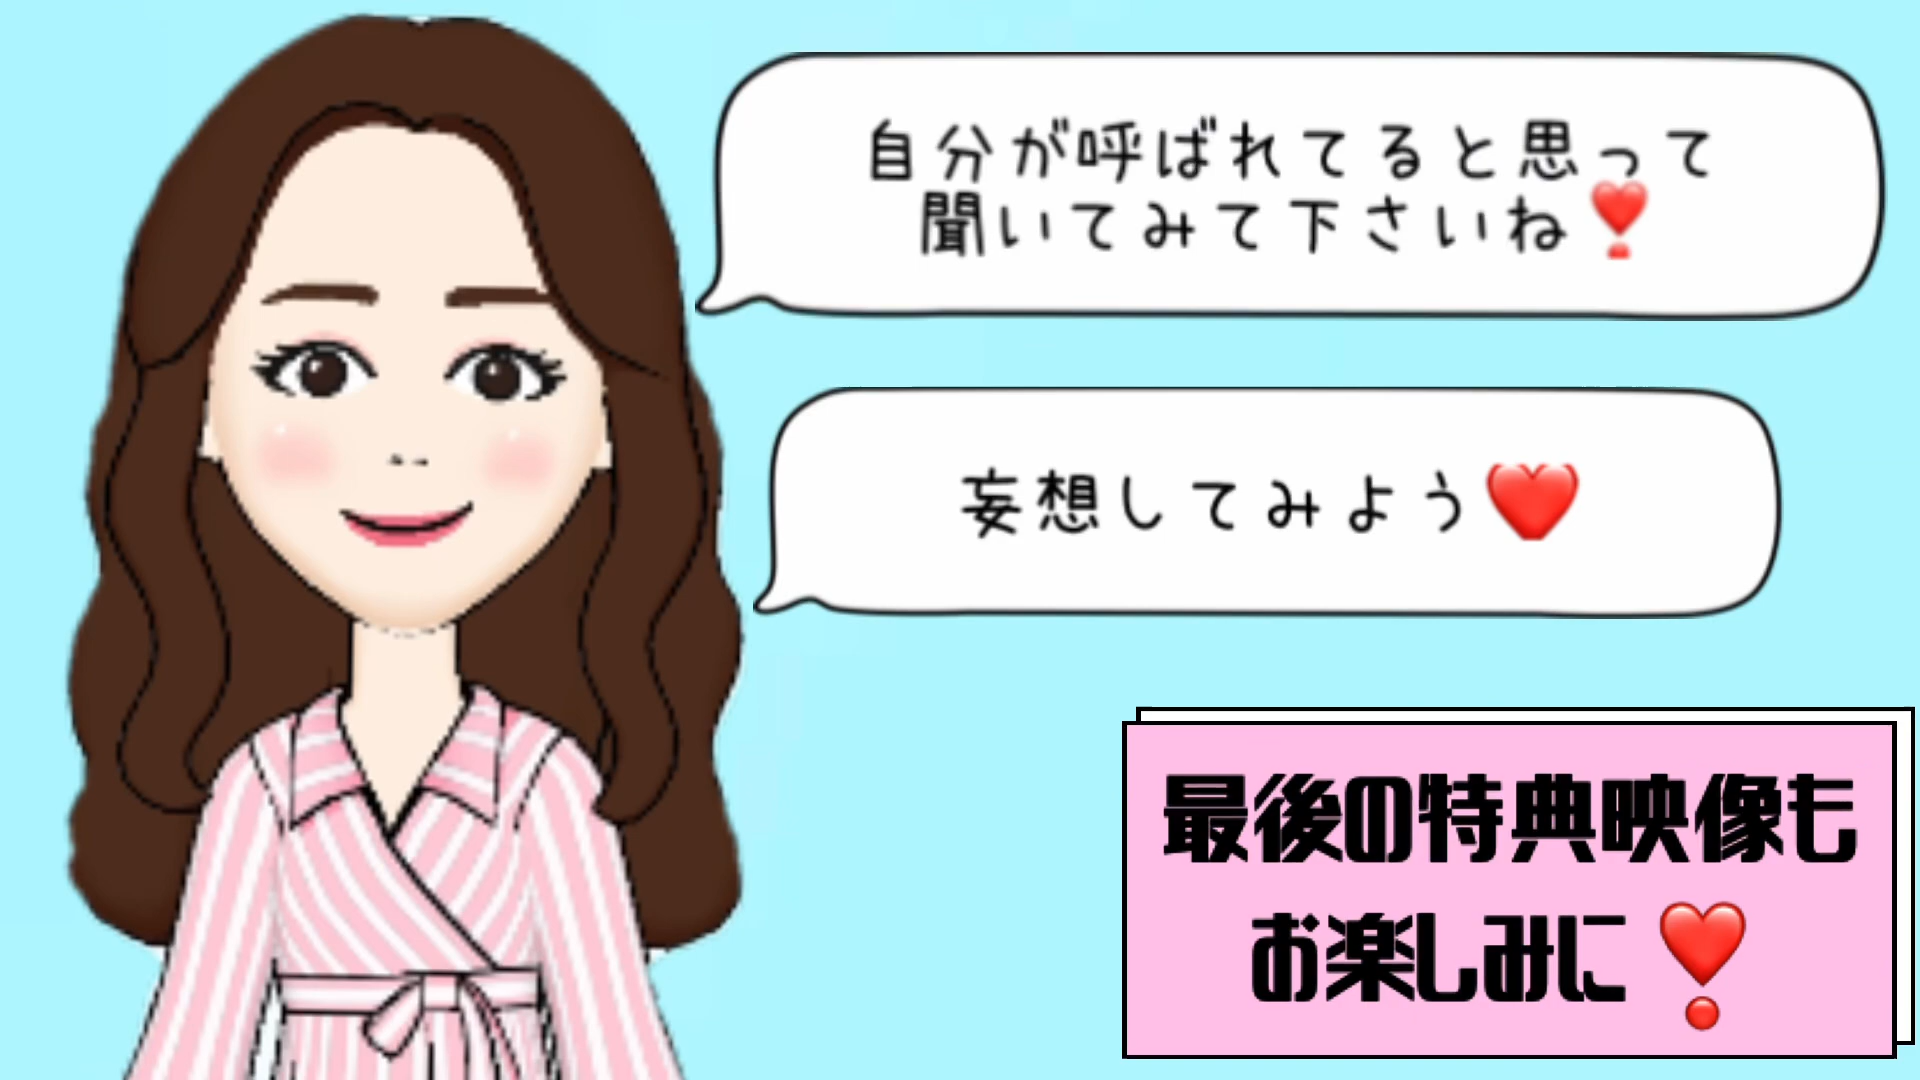 自分が呼ばれてると思って
聞いてみて下さいね❣️
妄想してみよう❤️
最後の特典映像も
お楽しみに❣️